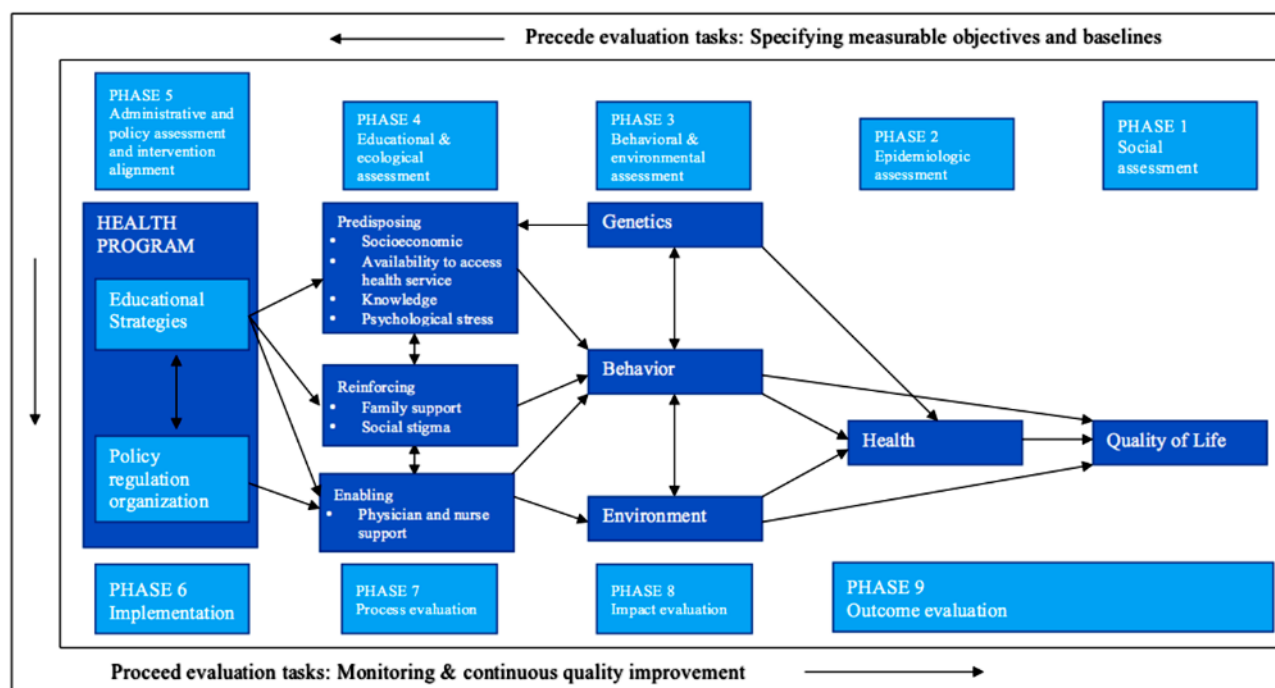 Precede evaluation tasks: Specifying measurable objectives and baselines
PHASE 5
Administrative and
policy assessment
and intervention
alignment
PHASE 4
Educational &
ecological
assessment
PHASE 3
Behavioral &
environmental
assessment
PHASE 2
Epidemiologic
assessment
PHASE 1
Social
assessment
HEALTH
PROGRAM
Educational
Strategies
Policy
regulation
organization
Predisposing
• Socioeconomic
• Availability to access
health service
• Knowledge
• Psychological stress
Reinforcing
• Family support
• Social stigma
Enabling
• Physician and nurse
support
Genetics
Behavior
Environment
Health
Quality of Life
PHASE 6
Implementation
PHASE 7
Process evaluation
PHASE 8
Impact evaluation
PHASE 9
Outcome evaluation
Proceed evaluation tasks: Monitoring & continuous quality improvement